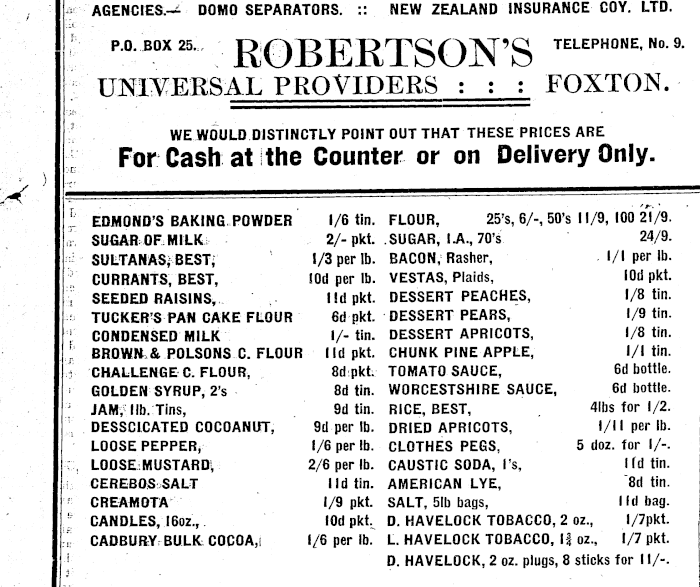 AGENCIES.— DOMO SEPARATORS. :: NEW ZEALAND INSURANCE COY. LTD.
P.O. BOX 25. ROBERTSON'S TELEPHONE, No. 9.
UNIVERSAL PROVIDERS : : : FOXTON.
WE WOULD DISTINCTLY POINT OUT THAT THESE PRICES ARE
For Cash at the Counter or on Delivery Only.
EDMOND'S BAKING POWDER 1/6 tin.
SUGAR OF MILK 2/- pkt.
SULTANAS, BEST, 1/3 per lb.
CURRANTS, BEST, 10d per lb.
SEEDED RAISINS, 11d pkt.
TUCKER'S PAN CAKE FLOUR 6d pkt.
CONDENSED MILK 1/- tin.
BROWN & POLSONS C. FLOUR 11d pkt.
CHALLENGE C. FLOUR, 8d pkt.
GOLDEN SYRUP, 2's 8d tin.
JAM, 1lb. Tins, 9d tin.
DESSCICATED COCOANUT, 9d per lb.
LOOSE PEPPER, 1/6 per lb.
LOOSE MUSTARD, 2/6 per lb.
CEREBOS SALT 11d tin.
CREAMOTA 1/9 pkt.
CANDLES, 16oz., 10d pkt.
CADBURY BULK COCOA, 1/6 per lb.
FLOUR, 25's, 6/-, 50's 11/9, 100 21/9.
SUGAR, I.A., 70's 24/9.
BACON, Rasher, 1/1 per lb.
VESTAS, Plaids, 10d pkt.
DESSERT PEACHES, 1/8 tin.
DESSERT PEARS, 1/9 tin.
DESSERT APRICOTS, 1/8 tin.
CHUNK PINE APPLE, 1/1 tin.
TOMATO SAUCE, 6d bottle.
WORCESTSHIRE SAUCE, 6d bottle.
RICE, BEST, 4lbs for 1/2.
DRIED APRICOTS, 1/11 per lb.
CLOTHES PEGS, 5 doz. for 1/-.
CAUSTIC SODA, 1's, 11d tin.
AMERICAN LYE, 8d tin.
SALT, 5lb bags, 11d bag.
D. HAVELOCK TOBACCO, 2 oz., 1/7pkt.
L. HAVELOCK TOBACCO, 1¾ oz., 1/7 pkt.
D. HAVELOCK, 2 oz. plugs, 8 sticks for 11/-.